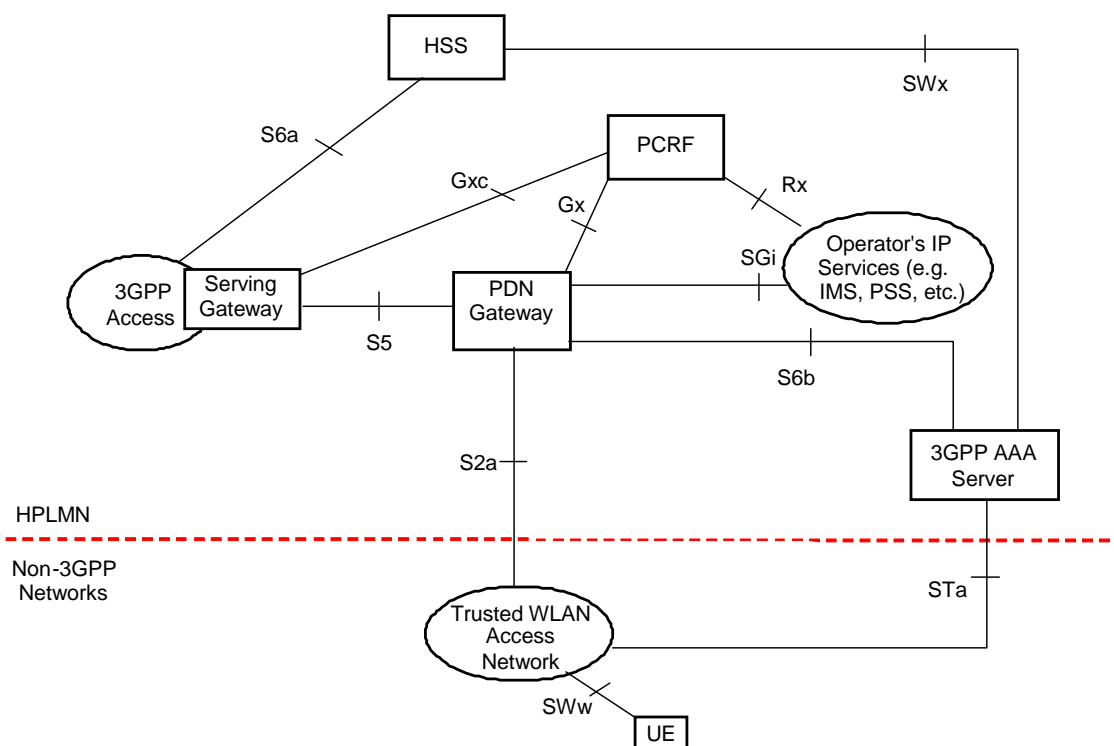 HSS
SWx
S6a
PCRF
Gxc
Rx
Gx
Operator's IP
Services (e.g.
IMS, PSS, etc.)
SGi
3GPP
Access
Serving
Gateway
PDN
Gateway
S5
S6b
S2a
3GPP AAA
Server
HPLMN
Non-3GPP
Networks
STa
Trusted WLAN
Access
Network
SWw
UE